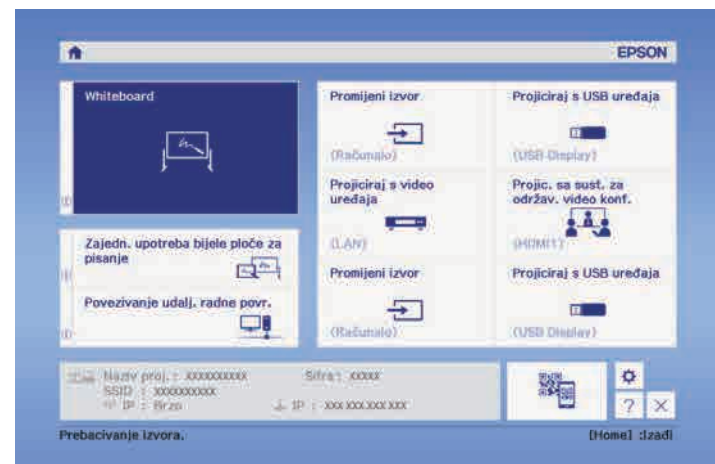 EPSON
Whiteboard
Zajedn. upotreba bijele ploče za
pisanje
Povezivanje udalj. radne povr.
Promijeni izvor
(Računalo)
Projiciraj s USB uređaja
(USB Display)
Projiciraj s video
uređaja
(LAN)
Projic. sa sust. za
održav. video konf.
(HDMI1)
Promijeni izvor
(Računalo)
Projiciraj s USB uređaja
(USB Display)
Naziv proj. : xxxxxxxxxx
Šifra : xxxxx
SSID : xxxxxxxxxx
IP : Brzo
IP : xxx xxx xxx xxx
?
Prebacivanje izvora.
[Home] :Izađi